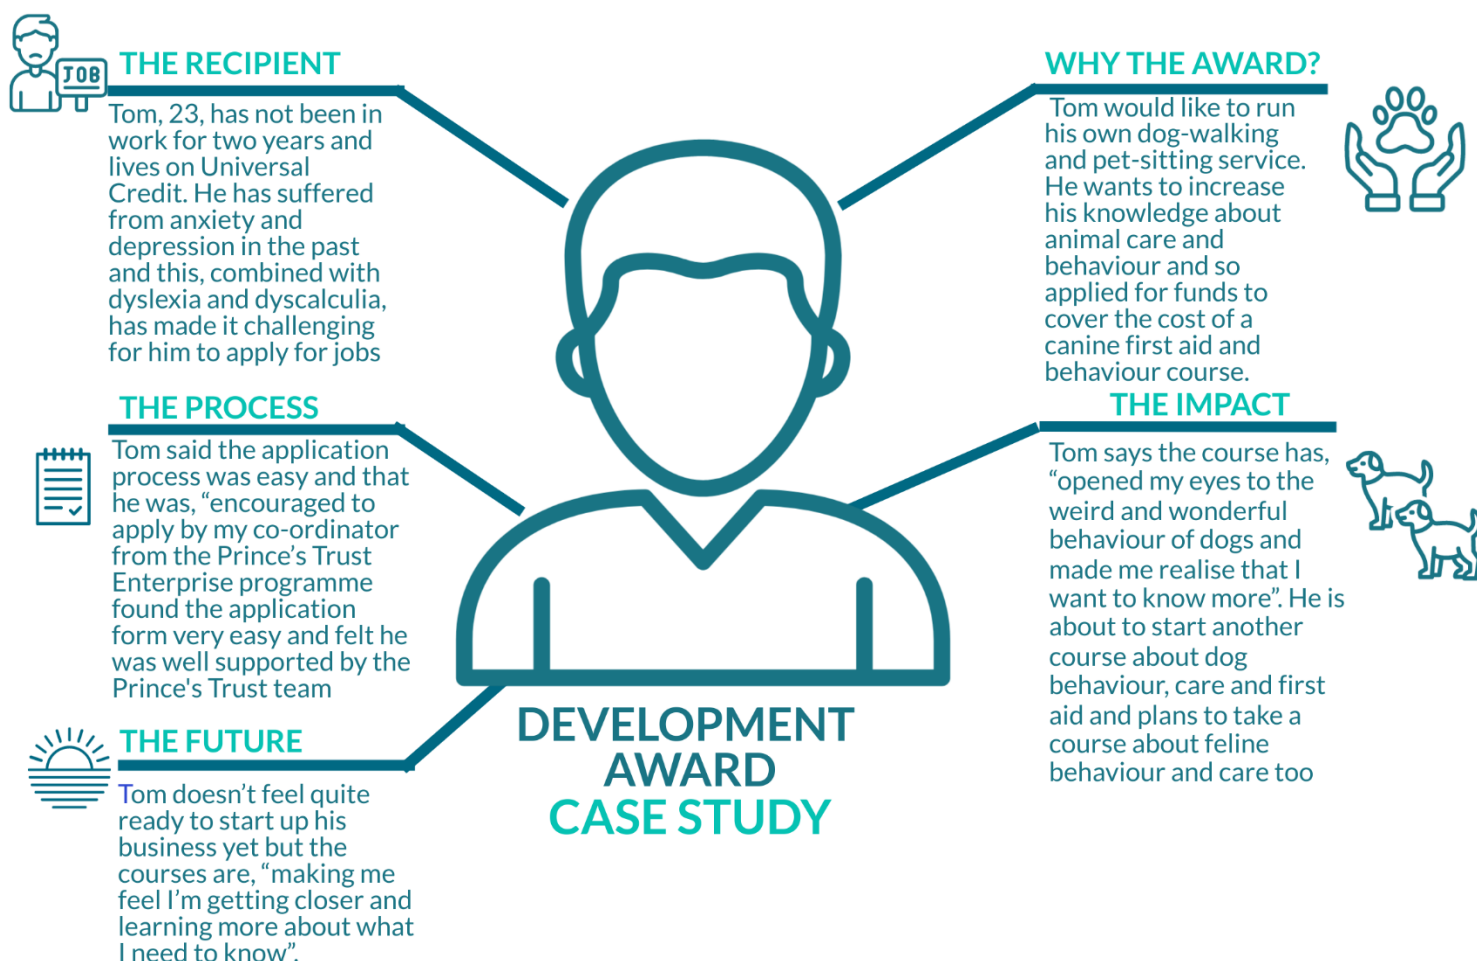 JOB
THE RECIPIENT
Tom, 23, has not been in
work for two years and
lives on Universal
Credit. He has suffered
from anxiety and
depression in the past
and this, combined with
dyslexia and dyscalculia,
has made it challenging
for him to apply for jobs
THE PROCESS
Tom said the application
process was easy and that
he was, “encouraged to
apply by my co-ordinator
from the Prince’s Trust
Enterprise programme
found the application
form very easy and felt he
was well supported by the
Prince's Trust team
THE FUTURE
Tom doesn’t feel quite
ready to start up his
business yet but the
courses are, “making me
feel I’m getting closer and
learning more about what
I need to know”.
DEVELOPMENT
AWARD
CASE STUDY
WHY THE AWARD?
Tom would like to run
his own dog-walking
and pet-sitting service.
He wants to increase
his knowledge about
animal care and
behaviour and so
applied for funds to
cover the cost of a
canine first aid and
behaviour course.
THE IMPACT
Tom says the course has,
“opened my eyes to the
weird and wonderful
behaviour of dogs and
made me realise that I
want to know more”. He is
about to start another
course about dog
behaviour, care and first
aid and plans to take a
course about feline
behaviour and care too